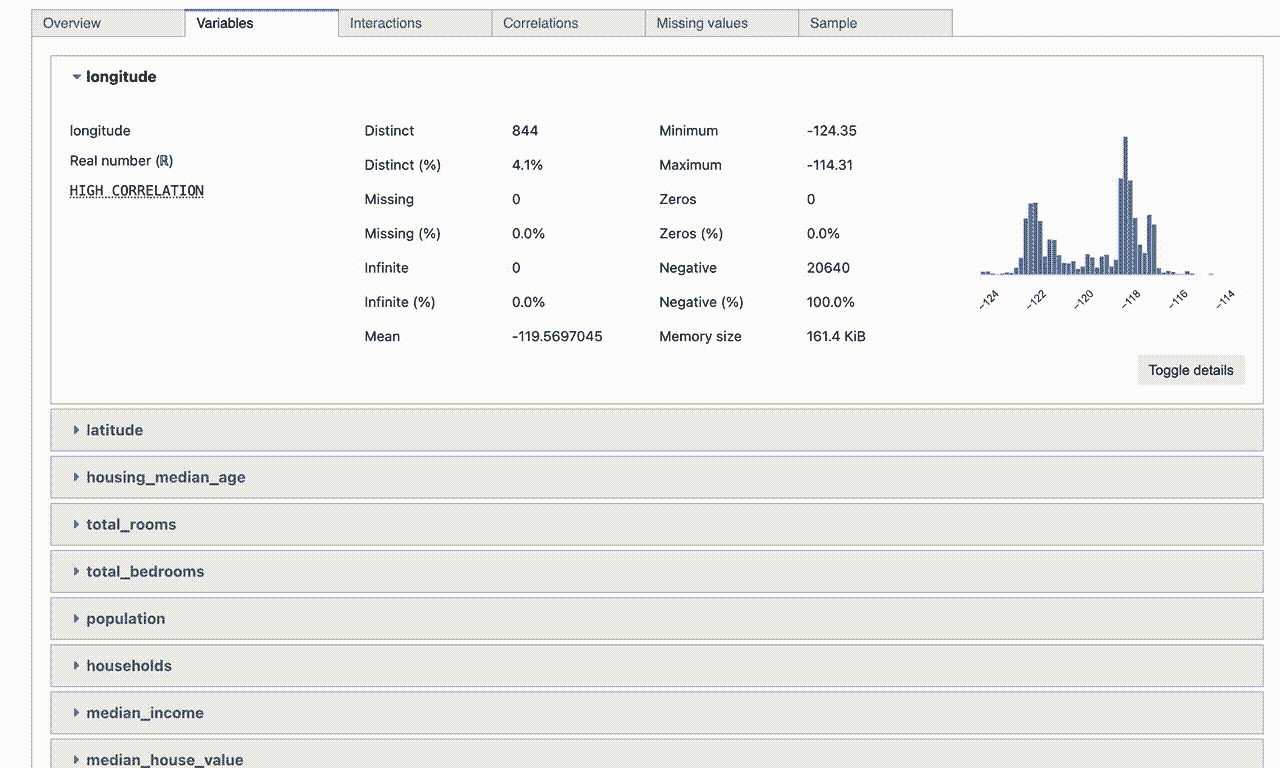 Overview Variables Interactions Correlations Missing values Sample
longitude
longitude Distinct 844 Minimum -124.35
Real number (ℝ) Distinct (%) 4.1% Maximum -114.31
HIGH CORRELATION Missing 0 Zeros 0
Missing (%) 0.0% Zeros (%) 0.0%
Infinite 0 Negative 20640
Infinite (%) 0.0% Negative (%) 100.0%
Mean -119.5697045 Memory size 161.4 KiB
−124 −122 −120 −118 −116 −114
Toggle details
latitude
housing_median_age
total_rooms
total_bedrooms
population
households
median_income
median_house_value